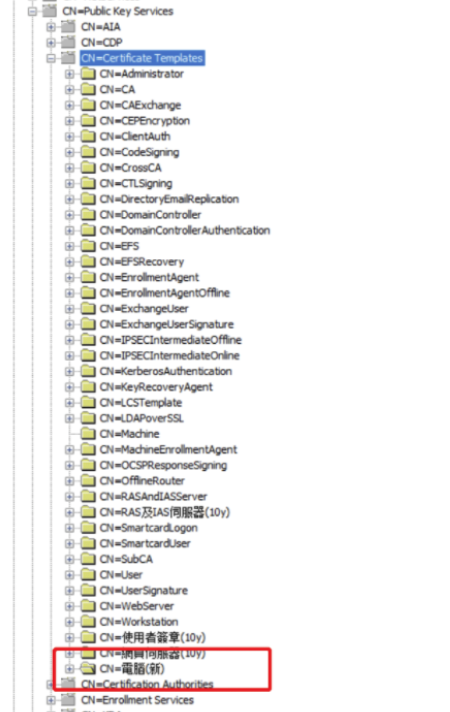 CN=Public Key Services
CN=AIA
CN=CDP
CN=Certificate Templates
CN=Administrator
CN=CA
CN=CAExchange
CN=CEPEncryption
CN=ClientAuth
CN=CodeSigning
CN=CrossCA
CN=CTLSigning
CN=DirectoryEmailReplication
CN=DomainController
CN=DomainControllerAuthentication
CN=EFS
CN=EFSRecovery
CN=EnrollmentAgent
CN=EnrollmentAgentOffline
CN=ExchangeUser
CN=ExchangeUserSignature
CN=IPSECIntermediateOffline
CN=IPSECIntermediateOnline
CN=KerberosAuthentication
CN=KeyRecoveryAgent
CN=LCSTemplate
CN=LDAPoverSSL
CN=Machine
CN=MachineEnrollmentAgent
CN=OCSPResponseSigning
CN=OfflineRouter
CN=RASAndIASServer
CN=RAS及IAS伺服器(10y)
CN=SmartcardLogon
CN=SmartcardUser
CN=SubCA
CN=User
CN=UserSignature
CN=WebServer
CN=Workstation
CN=使用者簽章(10y)
CN=網頁伺服器(10y)
CN=電腦(新)
CN=Certification Authorities
CN=Enrollment Services